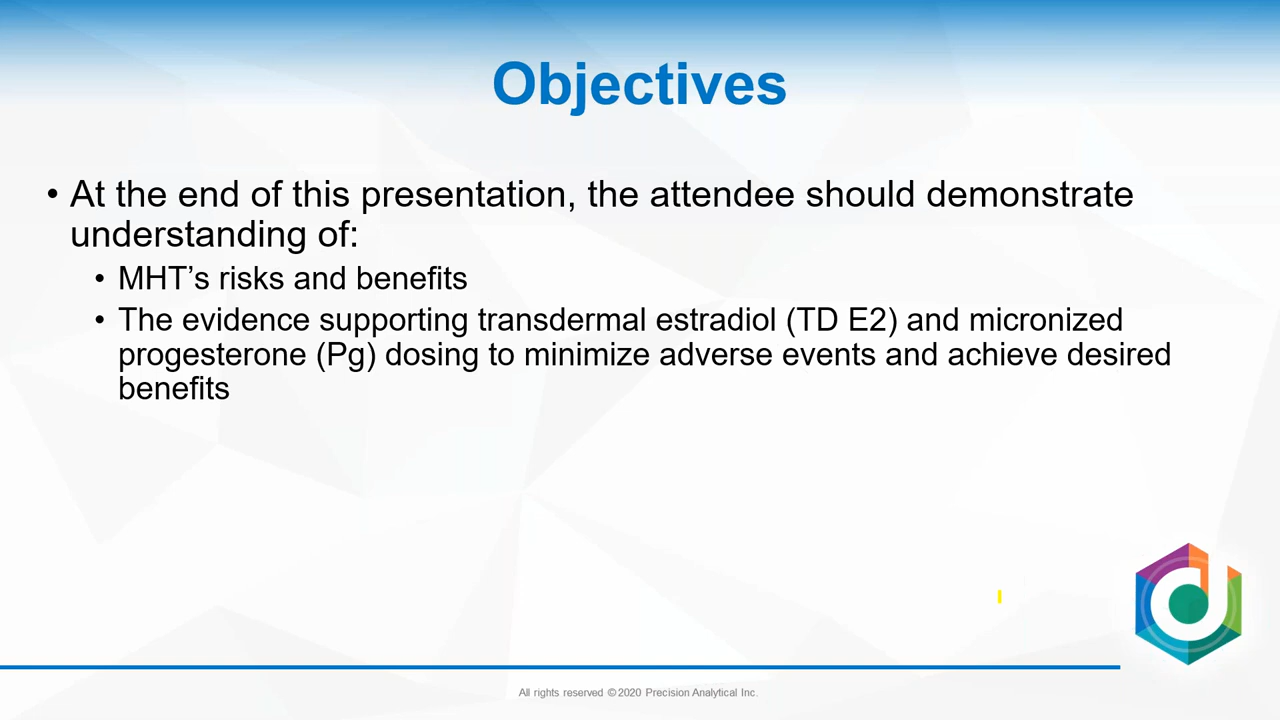 Objectives
• At the end of this presentation, the attendee should demonstrate
understanding of:
• MHT’s risks and benefits
• The evidence supporting transdermal estradiol (TD E2) and micronized
progesterone (Pg) dosing to minimize adverse events and achieve desired
benefits
All rights reserved ©2020 Precision Analytical Inc.